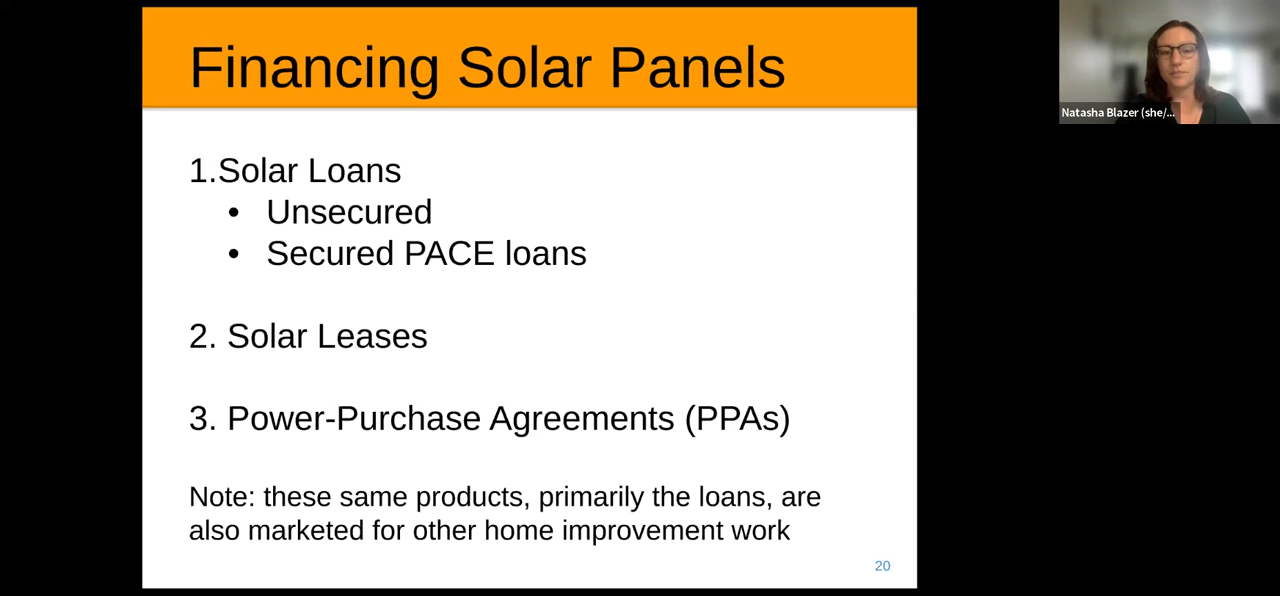 Financing Solar Panels
1.Solar Loans
• Unsecured
• Secured PACE loans
2. Solar Leases
3. Power-Purchase Agreements (PPAs)
Note: these same products, primarily the loans, are
also marketed for other home improvement work
20
Natasha Blazer (she/...